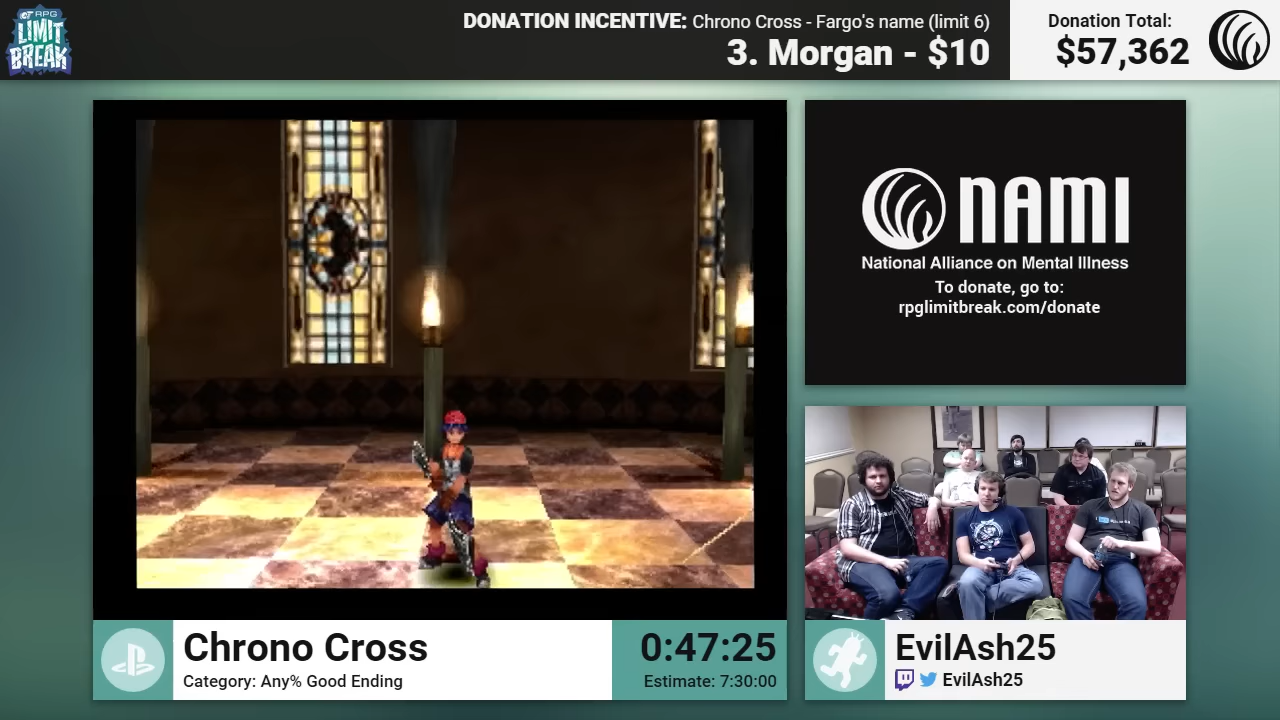 RPG
LIMIT
BREAK
DONATION INCENTIVE: Chrono Cross - Fargo's name (limit 6)
3. Morgan - $10
Donation Total:
$57,362
NAMI
National Alliance on Mental Illness
To donate, go to:
rpglimitbreak.com/donate
Chrono Cross
Category: Any% Good Ending
0:47:25
Estimate: 7:30:00
EvilAsh25
EvilAsh25